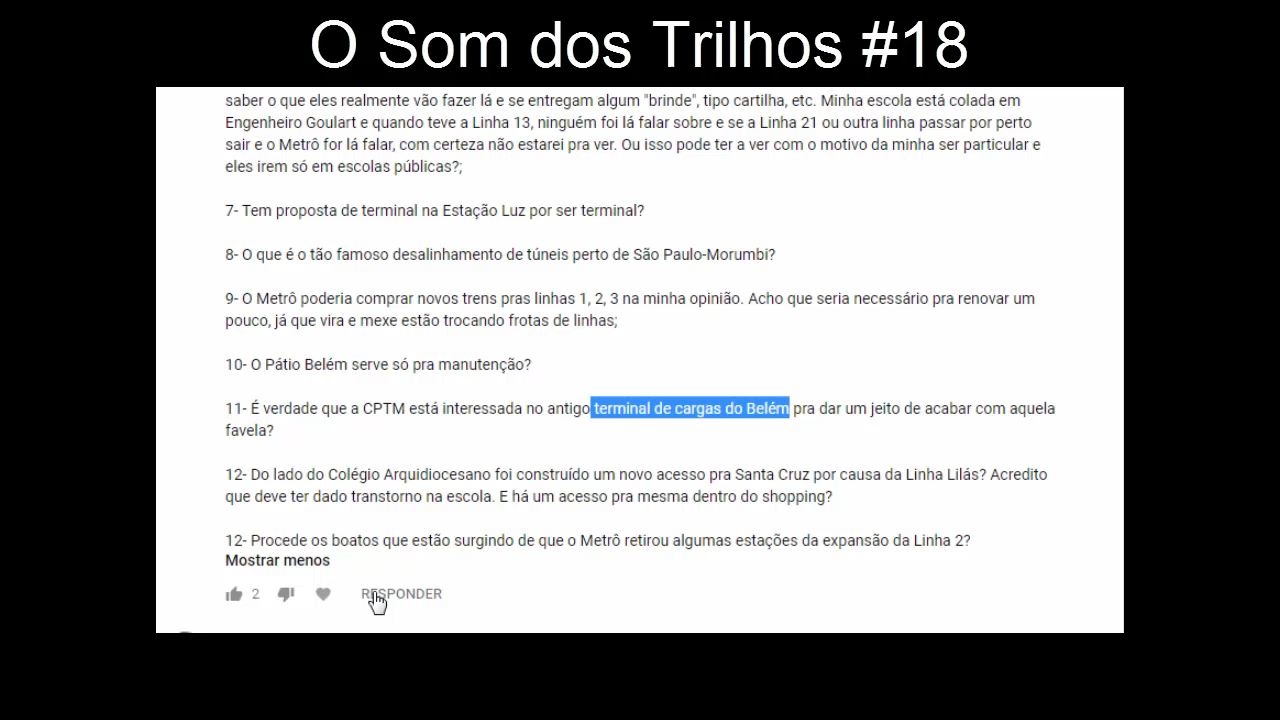 O Som dos Trilhos #18
saber o que eles realmente vão fazer lá e se entregam algum "brinde", tipo cartilha, etc. Minha escola está colada em
Engenheiro Goulart e quando teve a Linha 13, ninguém foi lá falar sobre e se a Linha 21 ou outra linha passar por perto
sair e o Metrô for lá falar, com certeza não estarei pra ver. Ou isso pode ter a ver com o motivo da minha ser particular e
eles irem só em escolas públicas?;
7- Tem proposta de terminal na Estação Luz por ser terminal?
8- O que é o tão famoso desalinhamento de túneis perto de São Paulo-Morumbi?
9- O Metrô poderia comprar novos trens pras linhas 1, 2, 3 na minha opinião. Acho que seria necessário pra renovar um
pouco, já que vira e mexe estão trocando frotas de linhas;
10- O Pátio Belém serve só pra manutenção?
11- É verdade que a CPTM está interessada no antigo terminal de cargas do Belém pra dar um jeito de acabar com aquela
favela?
12- Do lado do Colégio Arquidiocesano foi construído um novo acesso pra Santa Cruz por causa da Linha Lilás? Acredito
que deve ter dado transtorno na escola. E há um acesso pra mesma dentro do shopping?
12- Procede os boatos que estão surgindo de que o Metrô retirou algumas estações da expansão da Linha 2?
Mostrar menos
2 RESPONDER